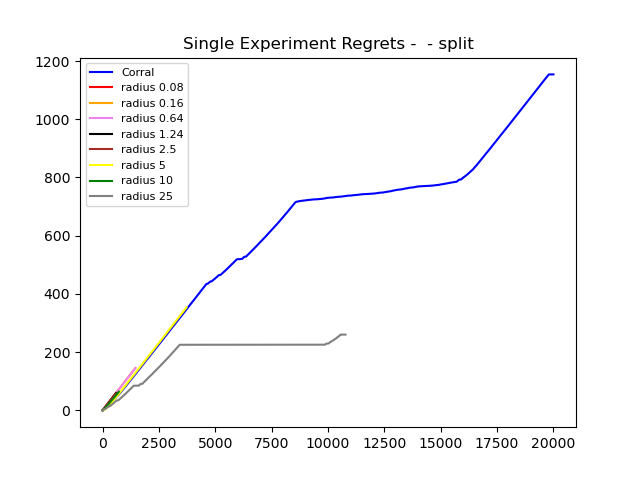 Single Experiment Regrets -  - split
1200
1000
800
600
400
200
0
Corral
radius 0.08
radius 0.16
radius 0.64
radius 1.24
radius 2.5
radius 5
radius 10
radius 25
0 2500 5000 7500 10000 12500 15000 17500 20000